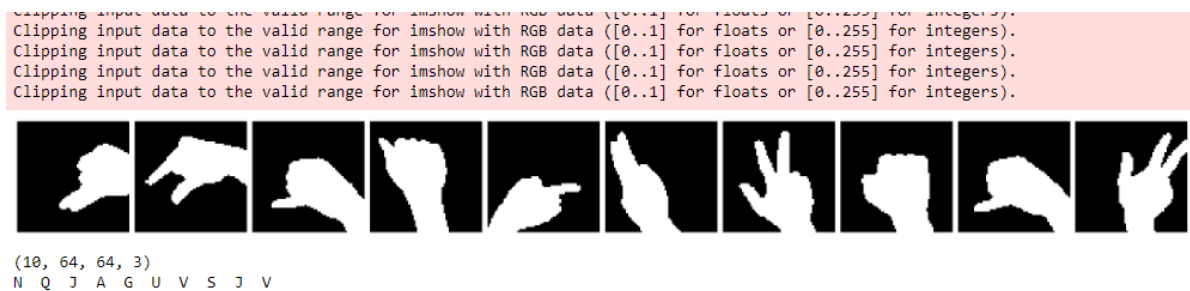 Clipping input data to the valid range for imshow with RGB data ([0..1] for floats or [0..255] for integers).
Clipping input data to the valid range for imshow with RGB data ([0..1] for floats or [0..255] for integers).
Clipping input data to the valid range for imshow with RGB data ([0..1] for floats or [0..255] for integers).
Clipping input data to the valid range for imshow with RGB data ([0..1] for floats or [0..255] for integers).
Clipping input data to the valid range for imshow with RGB data ([0..1] for floats or [0..255] for integers).
(10, 64, 64, 3)
N Q J A G U V S J V